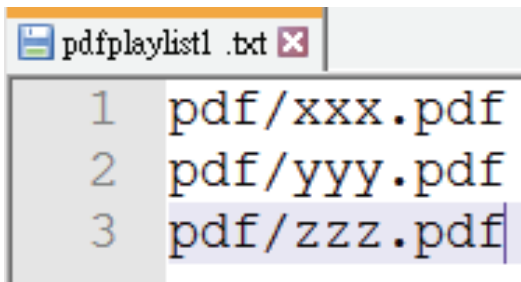 pdfplaylist1 .txt
1 pdf/xxx.pdf
2 pdf/yyy.pdf
3 pdf/zzz.pdf